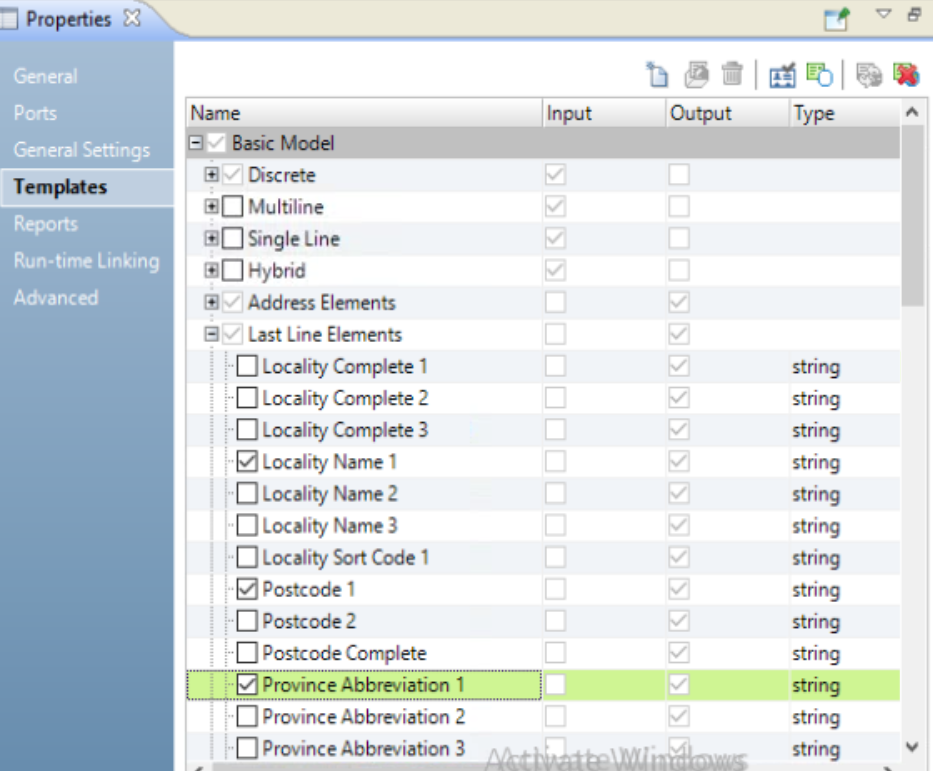 Properties
General
Ports
General Settings
Templates
Reports
Run-time Linking
Advanced
Name Input Output Type
Basic Model
Discrete
Multiline
Single Line
Hybrid
Address Elements
Last Line Elements
Locality Complete 1 string
Locality Complete 2 string
Locality Complete 3 string
Locality Name 1 string
Locality Name 2 string
Locality Name 3 string
Locality Sort Code 1 string
Postcode 1 string
Postcode 2 string
Postcode Complete string
Province Abbreviation 1 string
Province Abbreviation 2 string
Province Abbreviation 3 string
Activate Windows